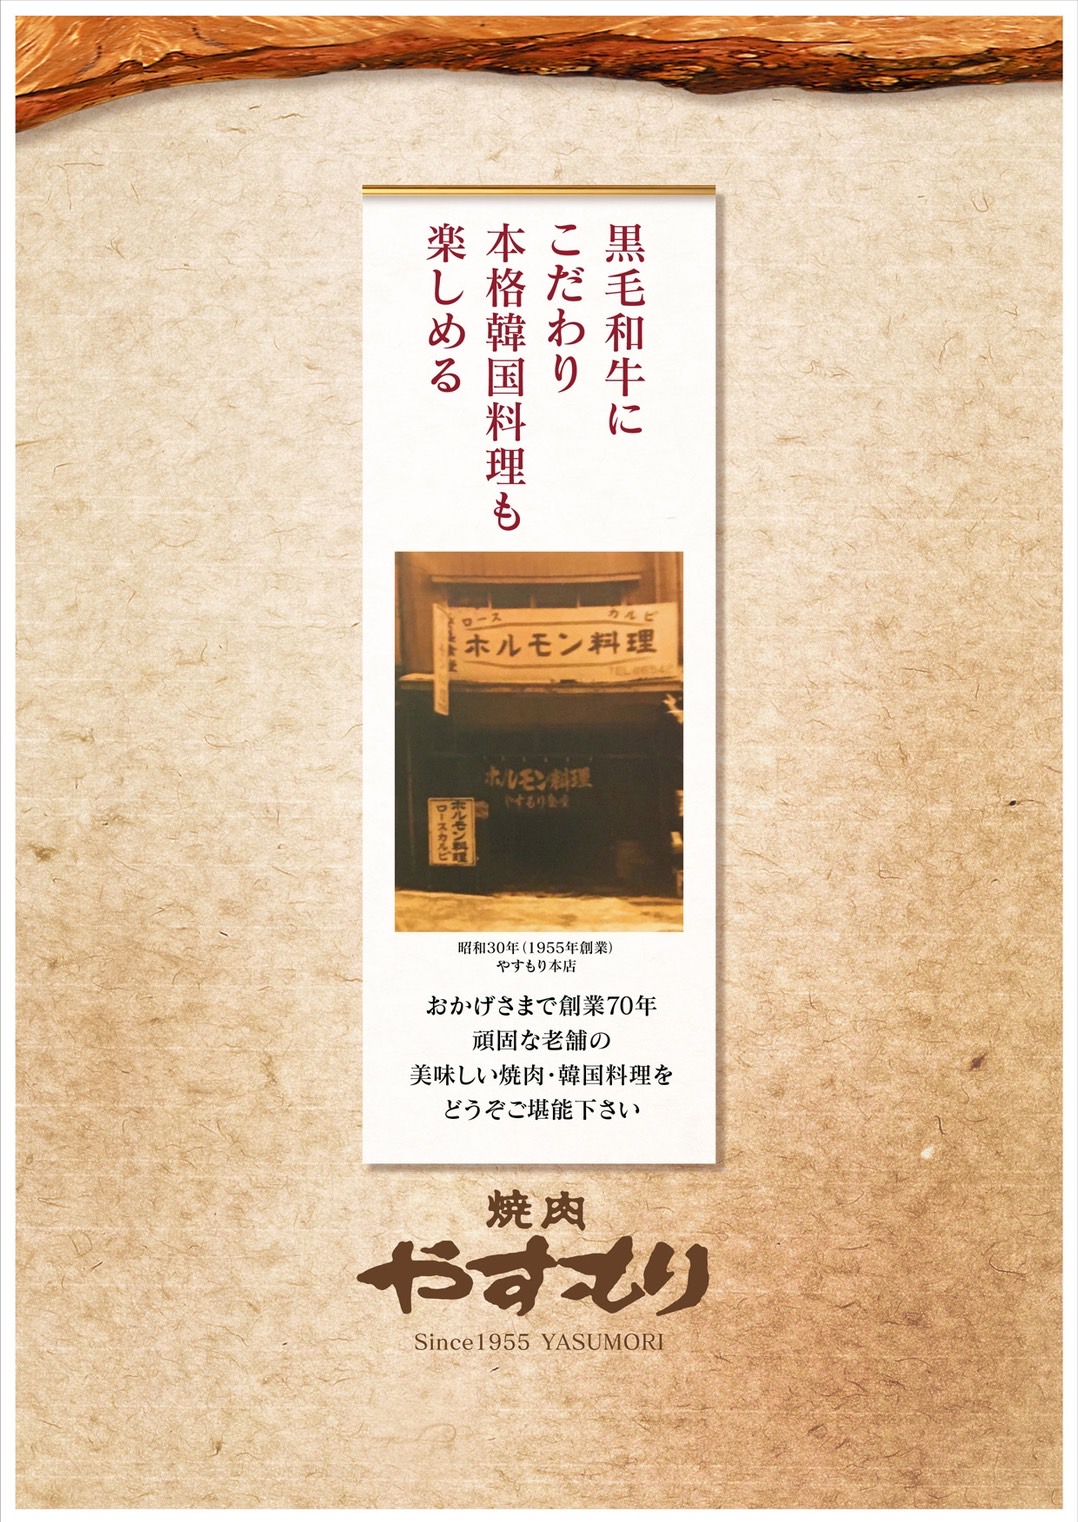 黒毛和牛に
こだわり
本格韓国料理も
楽しめる
ロース
カルビ
ホルモン料理
ホルモン料理
やすもり食堂
ホルモン料理
ロースカルビ
昭和30年(1955年創業)
やすもり本店
おかげさまで創業70年
頑固な老舗の
美味しい焼肉・韓国料理を
どうぞご堪能下さい
焼肉
やすもり
Since1955 YASUMORI